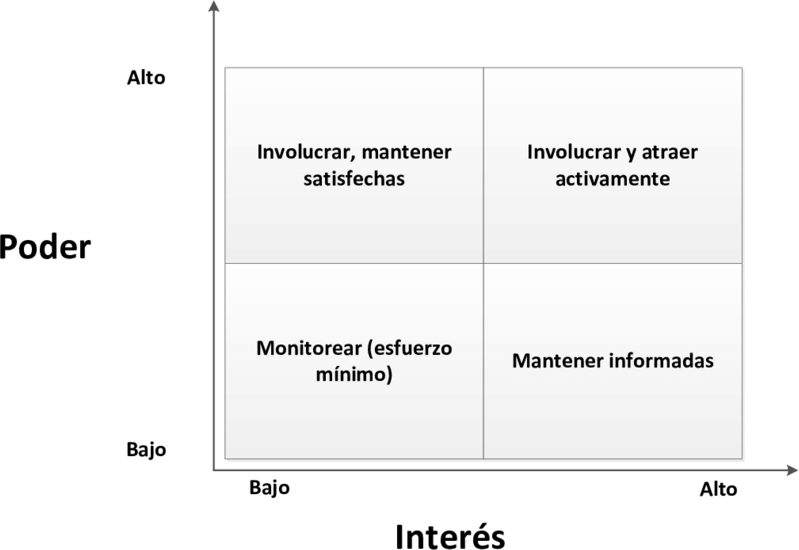 Alto
Involucrar, mantener
satisfechas
Involucrar y atraer
activamente
Poder
Monitorear (esfuerzo
mínimo)
Mantener informadas
Bajo
Bajo
Alto
Interés